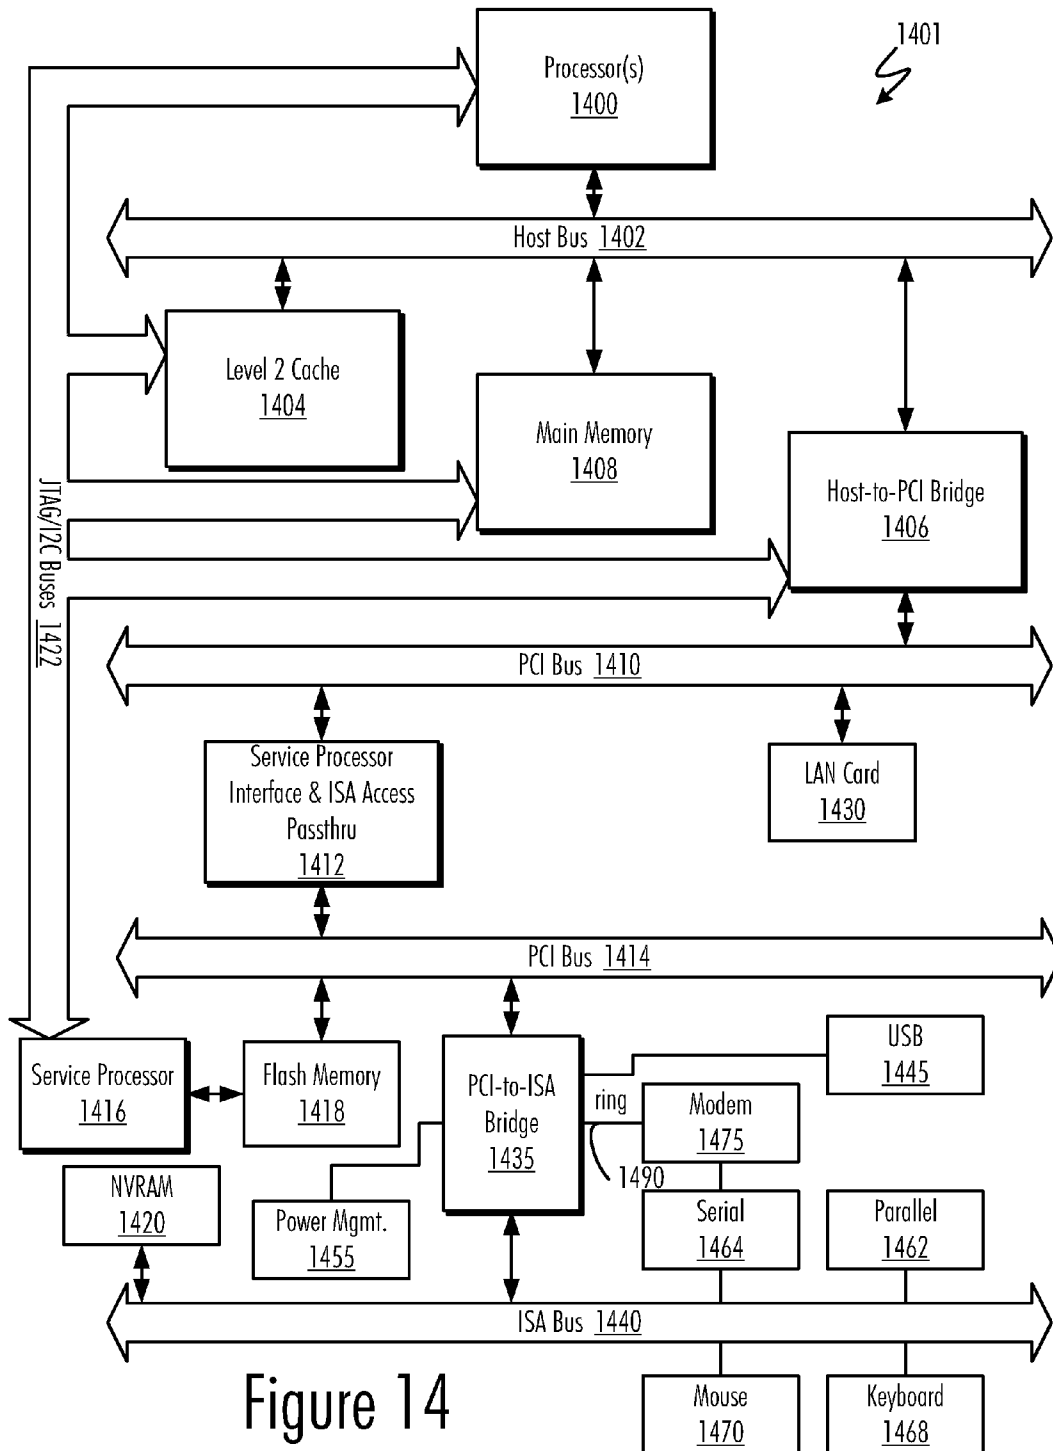 1401
Processor(s)
1400
Host Bus 1402
Level 2 Cache
1404
Main Memory
1408
Host-to-PCI Bridge
1406
JTAG/I2C Buses 1422
PCI Bus 1410
Service Processor
Interface & ISA Access
Passthru
1412
LAN Card
1430
PCI Bus 1414
Service Processor
1416
Flash Memory
1418
PCI-to-ISA
Bridge
1435
USB
1445
ring
Modem
1475
1490
NVRAM
1420
Power Mgmt.
1455
Serial
1464
Parallel
1462
ISA Bus 1440
Figure 14
Mouse
1470
Keyboard
1468